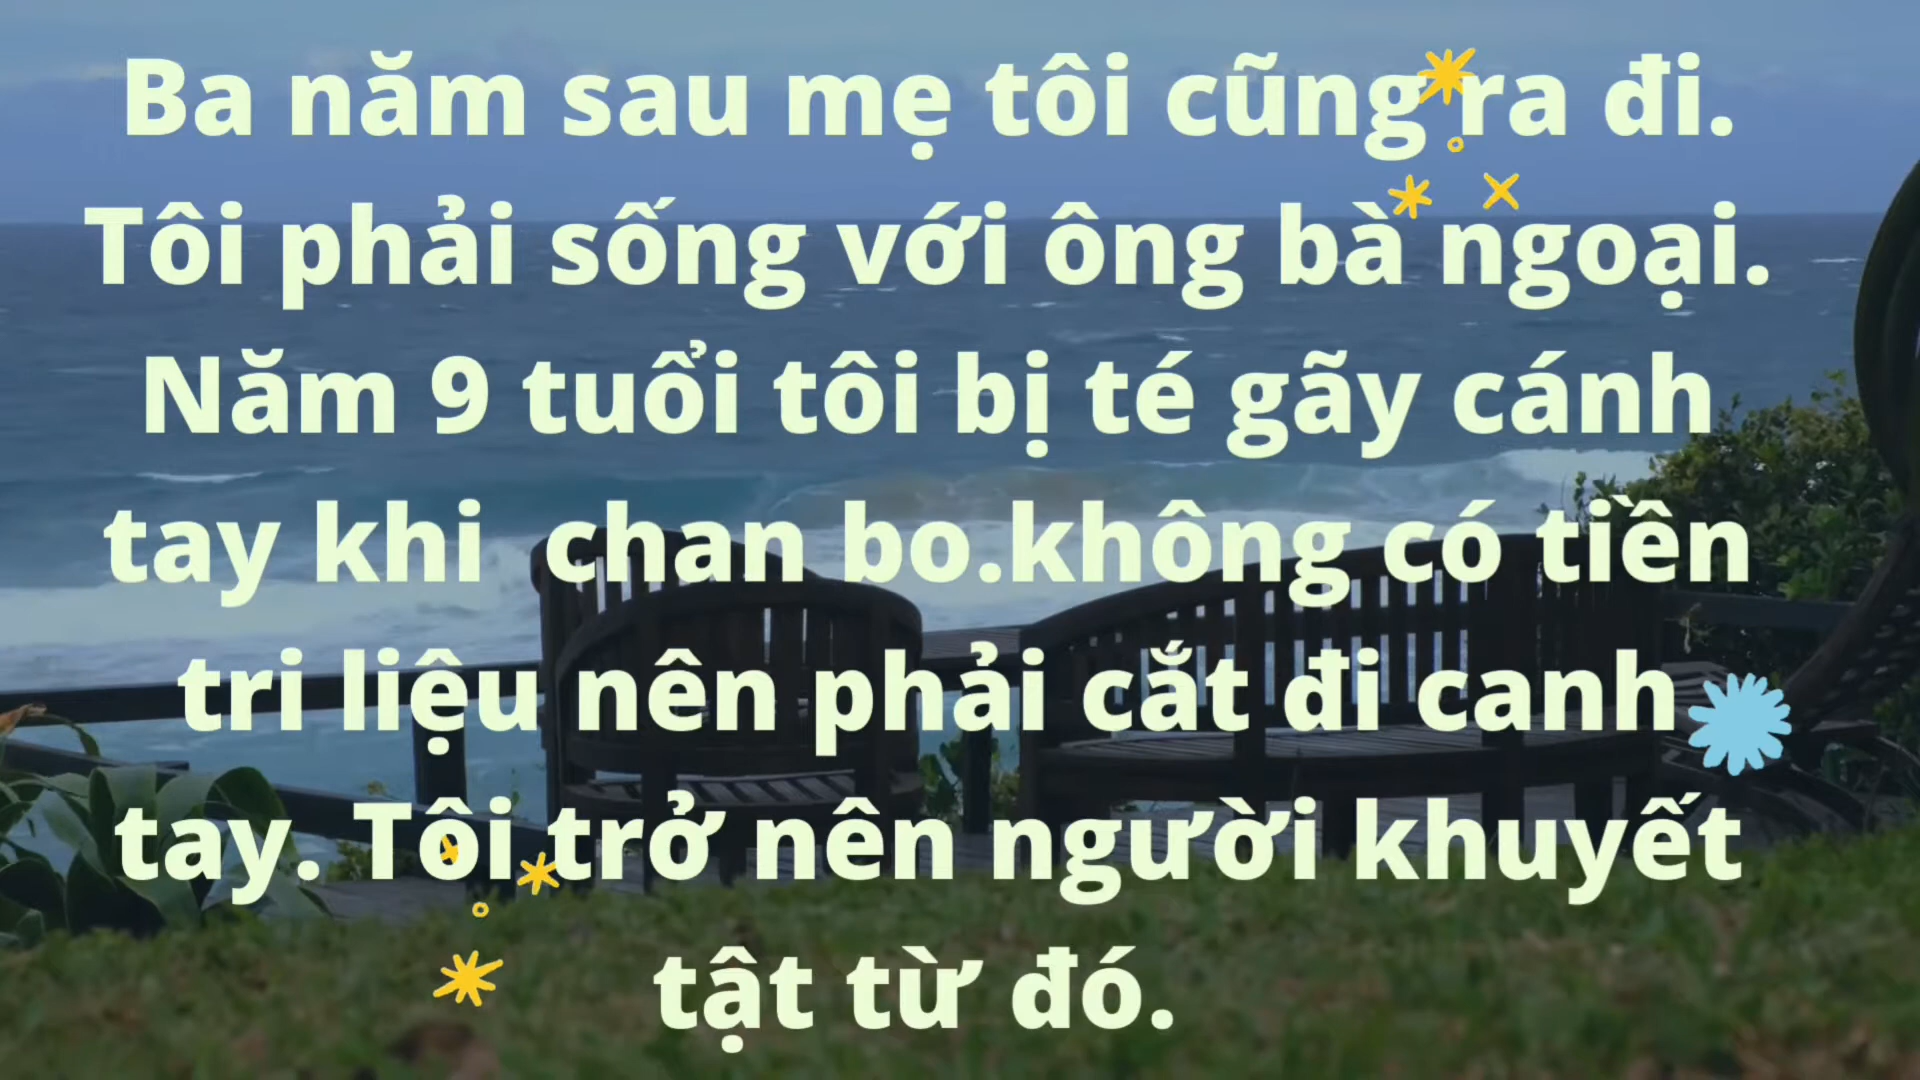 Ba năm sau mẹ tôi cũng ra đi.
Tôi phải sống với ông bà ngoại.
Năm 9 tuổi tôi bị té gãy cánh
tay khi  chan bo.không có tiền
tri liệu nên phải cắt đi canh
tay. Tôi trở nên người khuyết
tật từ đó.